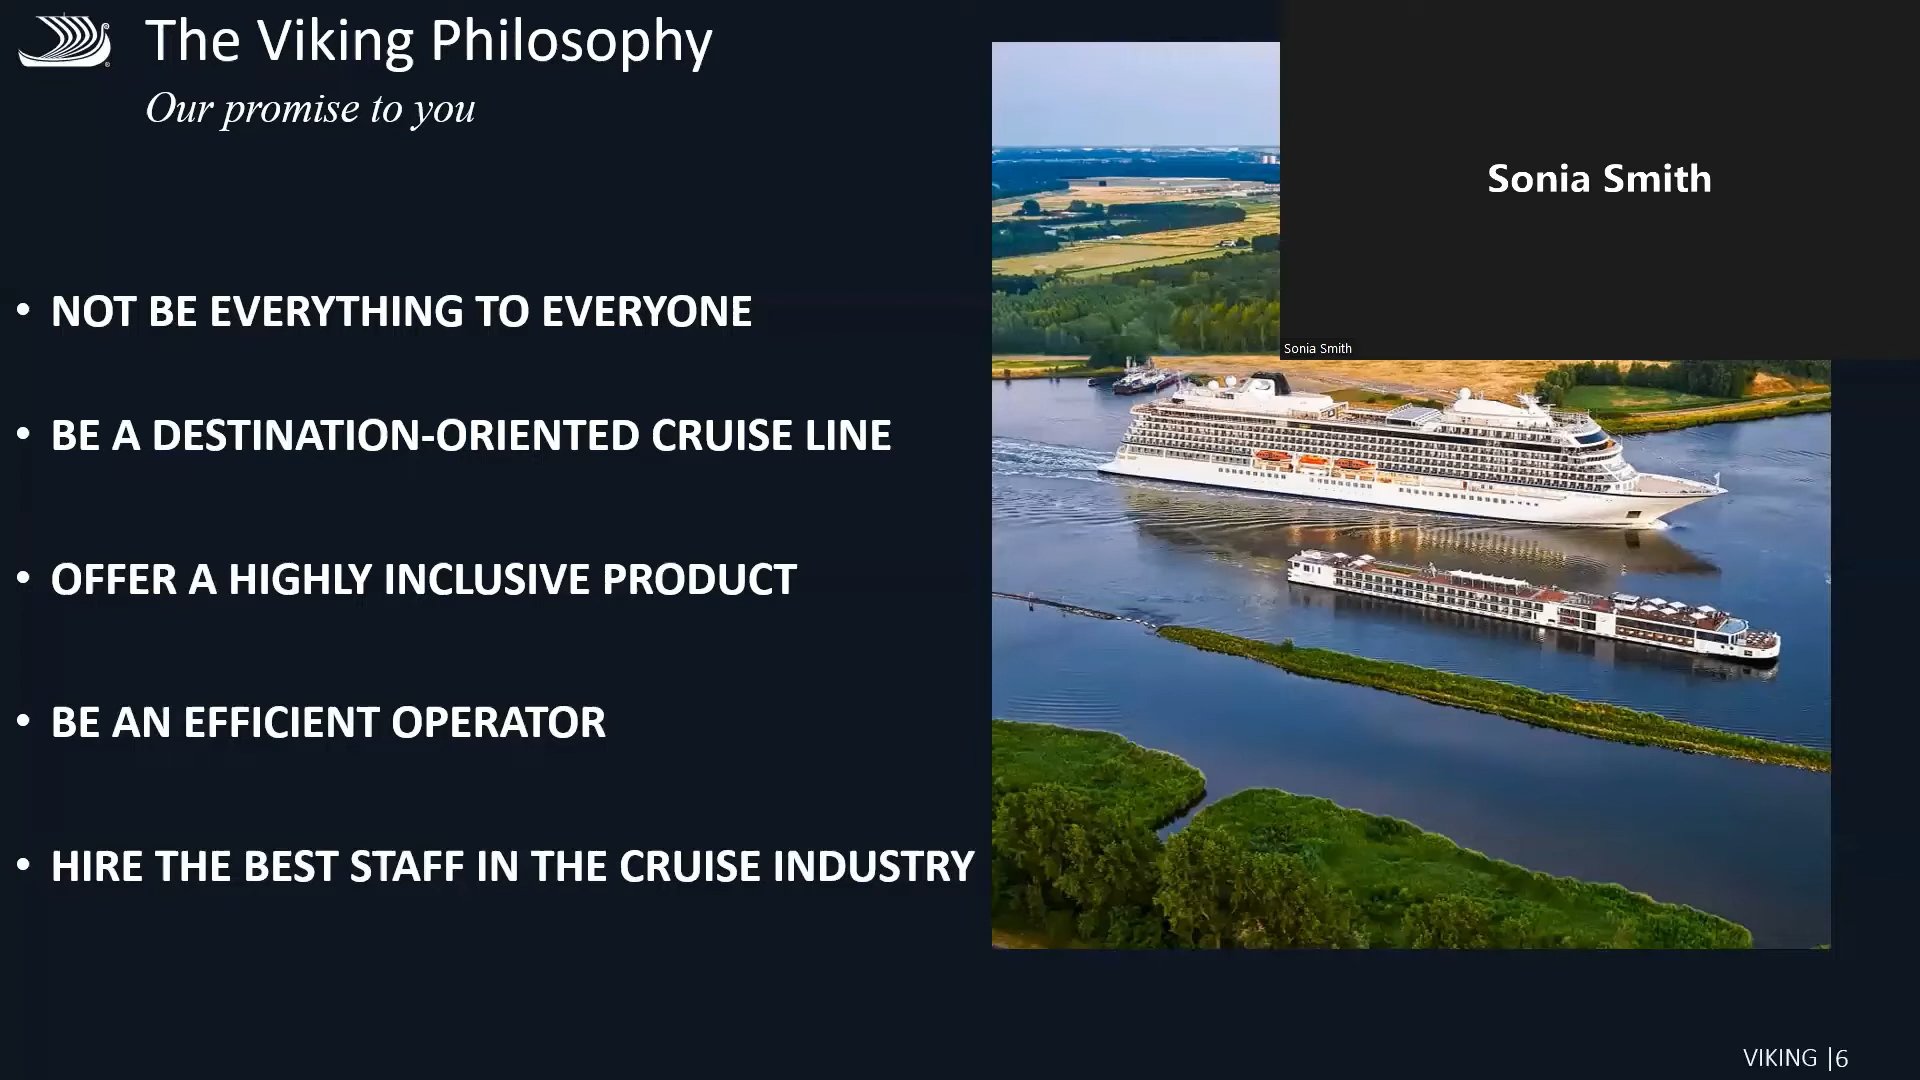 The Viking Philosophy
Our promise to you
• NOT BE EVERYTHING TO EVERYONE
• BE A DESTINATION-ORIENTED CRUISE LINE
• OFFER A HIGHLY INCLUSIVE PRODUCT
• BE AN EFFICIENT OPERATOR
• HIRE THE BEST STAFF IN THE CRUISE INDUSTRY
Sonia Smith
Sonia Smith
VIKING |6